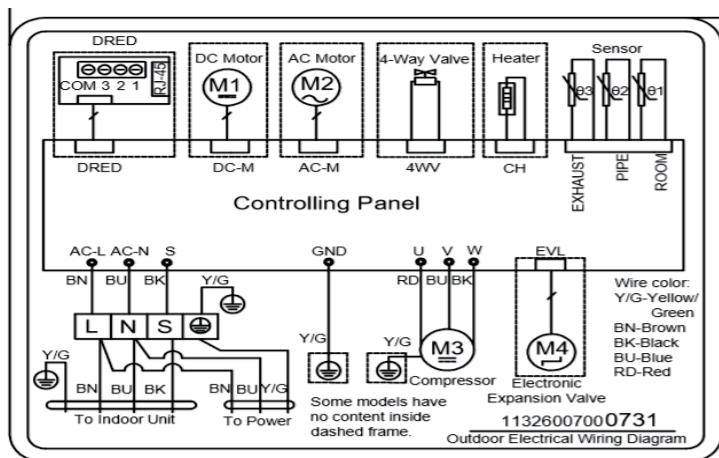 DRED
DC Motor
AC Motor
4-Way Valve
Heater
Sensor
COM 3 2 1
RJ-45
M1
M2
θ3
θ2
θ1
DRED
DC-M
AC-M
4WV
CH
EXHAUST
PIPE
ROOM
Controlling Panel
AC-L AC-N S
GND
U V W
EVL
BN BU BK Y/G
RD BU BK
L N S
Y/G
Y/G
Y/G
M3
M4
BN BU BK
BN BU Y/G
To Indoor Unit
To Power
Compressor
Electronic
Expansion Valve
Some models have
no content inside
dashed frame.
Wire color:
Y/G-Yellow/
Green
BN-Brown
BK-Black
BU-Blue
RD-Red
11326007000731
Outdoor Electrical Wiring Diagram